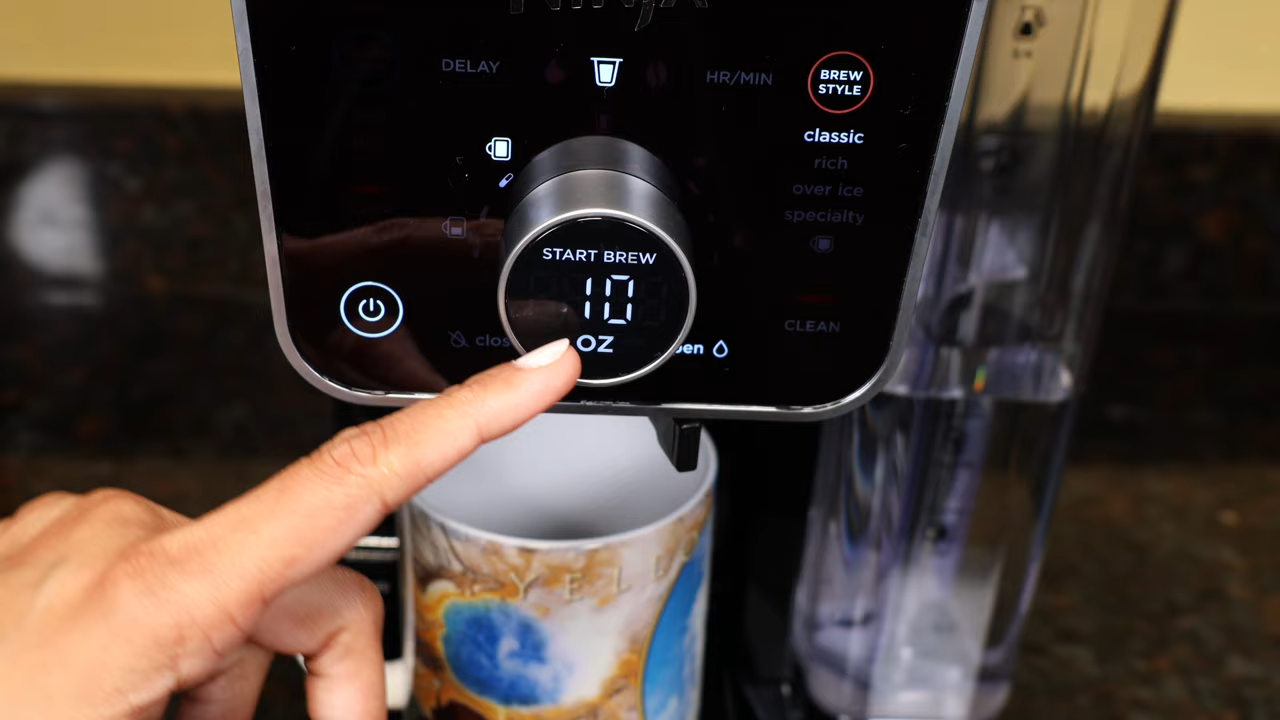 DELAY
HR/MIN
BREW
STYLE
classic
rich
over ice
specialty
START BREW
10
OZ
CLEAN